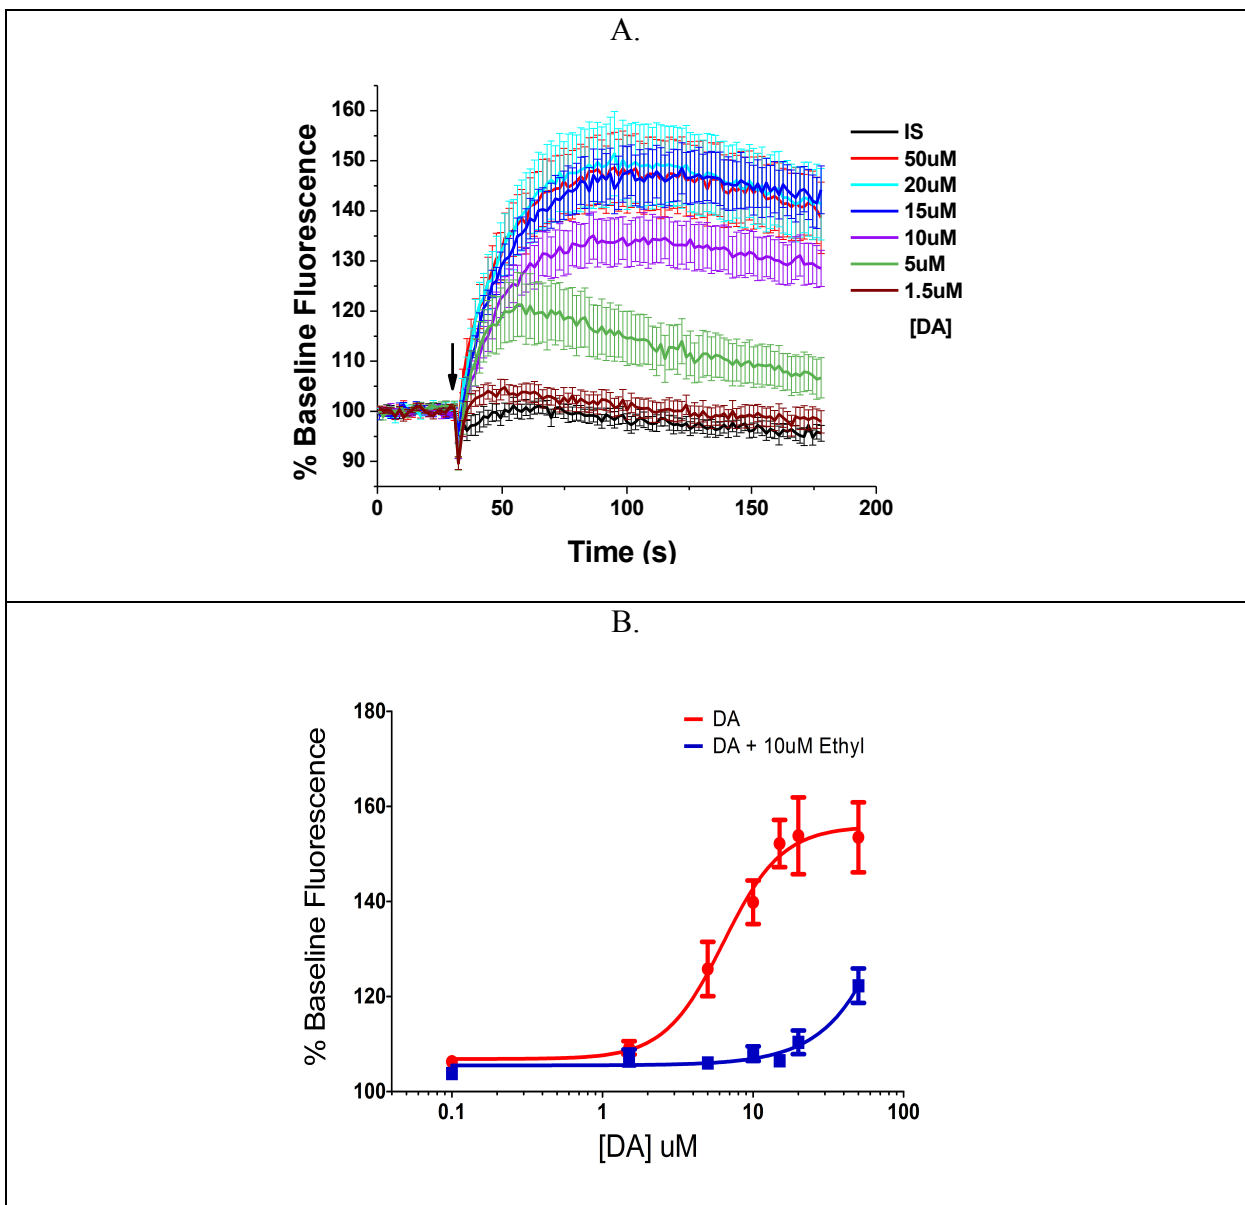 A.
% Baseline Fluorescence
160
150
140
130
120
110
100
90
0
50
100
150
200
Time (s)
IS
50uM
20uM
15uM
10uM
5uM
1.5uM
[DA]
B.
% Baseline Fluorescence
180
160
140
120
100
0.1
1
10
100
[DA] uM
DA
DA + 10uM Ethyl